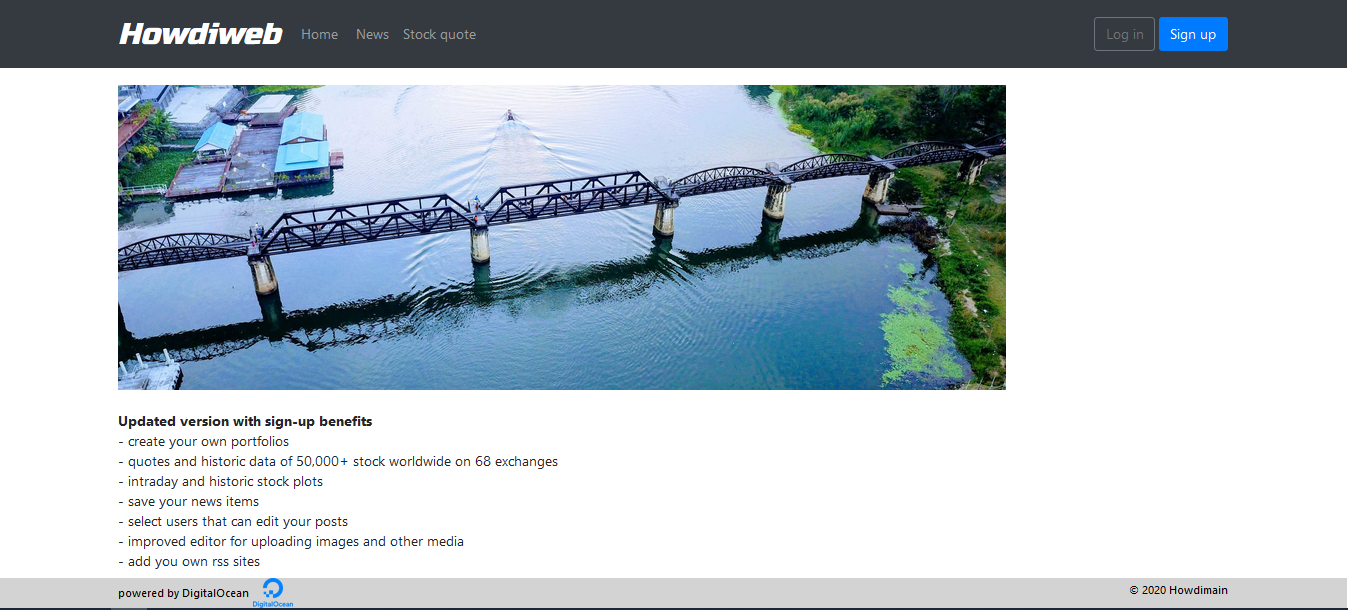 Howdiweb Home News Stock quote Log in Sign up
Updated version with sign-up benefits
- create your own portfolios
- quotes and historic data of 50,000+ stock worldwide on 68 exchanges
- intraday and historic stock plots
- save your news items
- select users that can edit your posts
- improved editor for uploading images and other media
- add you own rss sites
powered by DigitalOcean
DigitalOcean
© 2020 Howdimain